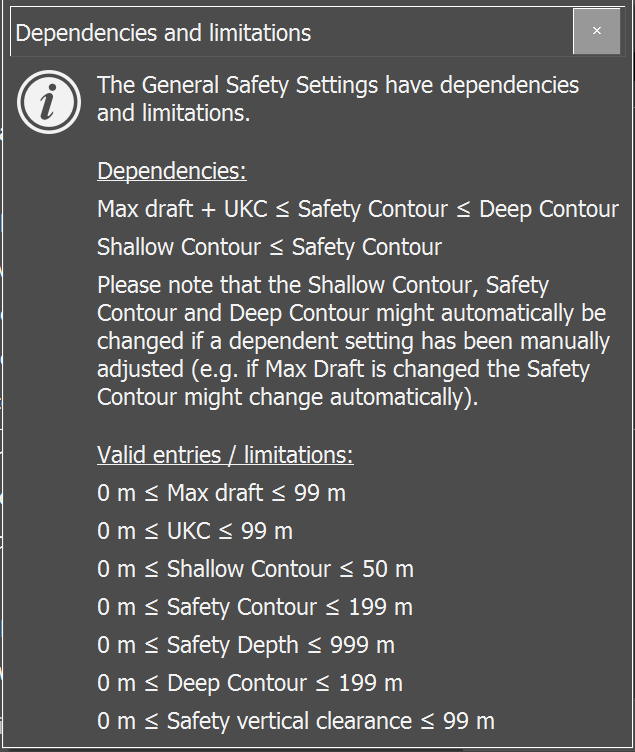 Dependencies and limitations
×
i
The General Safety Settings have dependencies
and limitations.
Dependencies:
Max draft + UKC ≤ Safety Contour ≤ Deep Contour
Shallow Contour ≤ Safety Contour
Please note that the Shallow Contour, Safety
Contour and Deep Contour might automatically be
changed if a dependent setting has been manually
adjusted (e.g. if Max Draft is changed the Safety
Contour might change automatically).
Valid entries / limitations:
0 m ≤ Max draft ≤ 99 m
0 m ≤ UKC ≤ 99 m
0 m ≤ Shallow Contour ≤ 50 m
0 m ≤ Safety Contour ≤ 199 m
0 m ≤ Safety Depth ≤ 999 m
0 m ≤ Deep Contour ≤ 199 m
0 m ≤ Safety vertical clearance ≤ 99 m